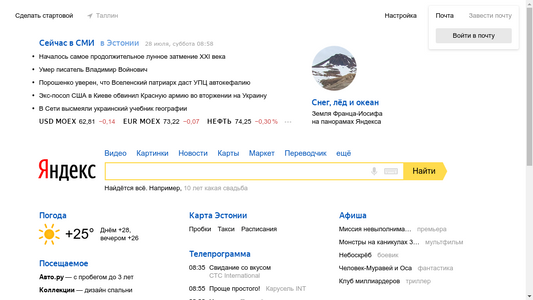 Сделать стартовой
Таллин
Настройка
Почта
Завести почту
Войти в почту
Сейчас в СМИ в Эстонии 28 июля, суббота 08:58
Началось самое продолжительное лунное затмение XXI века
Умер писатель Владимир Войнович
Порошенко уверен, что Вселенский патриарх даст УПЦ автокефалию
Экс-посол США в Киеве обвинил Красную армию во вторжении на Украину
В Сети высмеяли украинский учебник географии
USD MOEX 62,81 −0,14 EUR MOEX 73,22 −0,07 НЕФТЬ 74,25 −0,30%
Снег, лёд и океан
Земля Франца-Иосифа
на панорамах Яндекса
Видео Картинки Новости Карты Маркет Переводчик ещё
Яндекс
Найти
Найдётся всё. Например, 10 лет какая свадьба
Погода
+25°
Днём +28,
вечером +26
Посещаемое
Авто.ру — с пробегом до 3 лет
Коллекции — дизайн спальни
Карта Эстонии
Пробки Такси Расписания
Телепрограмма
08:35 Свидание со вкусом
СТС International
08:55 Проще простого! Карусель INT
Афиша
Миссия невыполнима... премьера
Монстры на каникулах 3... мультфильм
Небоскрёб боевик
Человек-Муравей и Оса фантастика
Клуб миллиардеров триллер